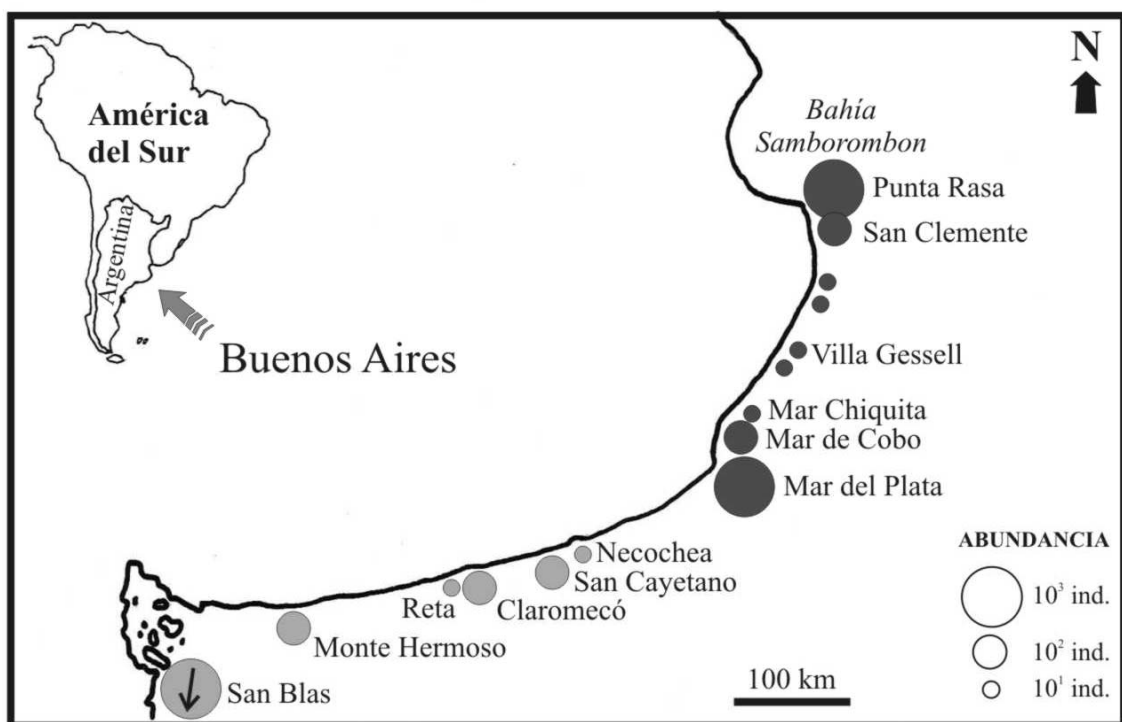 América
del Sur
Argentina
Buenos Aires
N
Bahía
Samborombon
Punta Rasa
San Clemente
Villa Gessell
Mar Chiquita
Mar de Cobo
Mar del Plata
Necochea
San Cayetano
Reta
Claromecó
Monte Hermoso
San Blas
100 km
ABUNDANCIA
10³ ind.
10² ind.
10¹ ind.